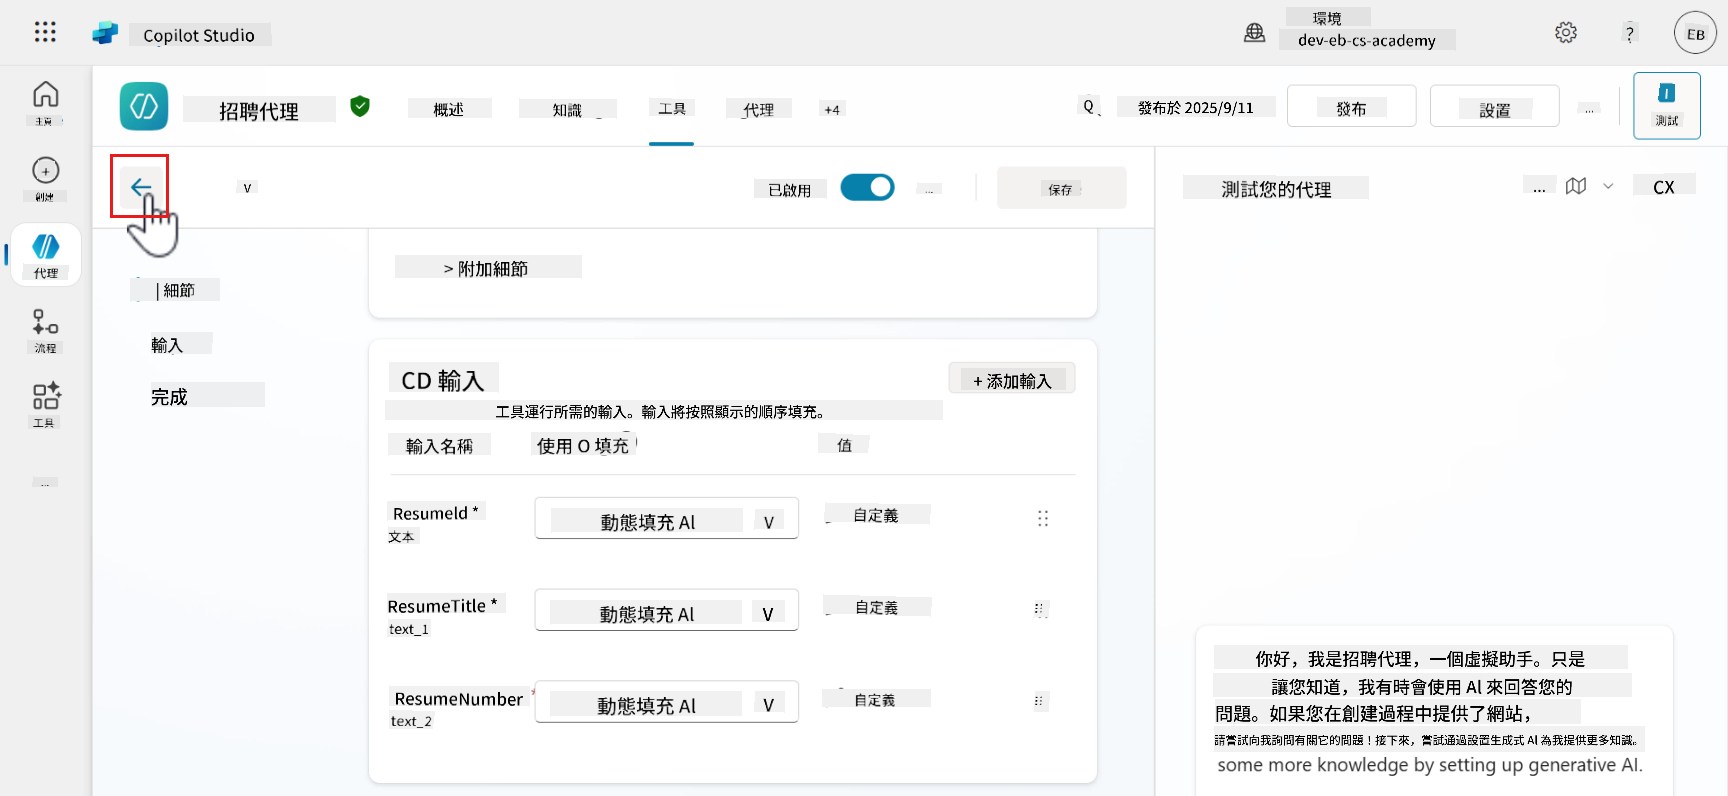 Copilot Studio
環境
dev-eb-cs-academy
?
EB
主頁
創建
代理
流程
工具
...
招聘代理
概述
知識
工具
代理
+4
發布於 2025/9/11
發布
設置
...
測試
V
已啟用
...
保存
測試您的代理
...
CX
| 細節
輸入
完成
> 附加細節
CD 輸入
+ 添加輸入
工具運行所需的輸入。輸入將按照顯示的順序填充。
輸入名稱
使用 O 填充
值
ResumeId *
文本
動態填充 AI
V
自定義
ResumeTitle *
text_1
動態填充 AI
V
自定義
ResumeNumber *
text_2
動態填充 AI
V
自定義
你好，我是招聘代理，一個虛擬助手。只是
讓您知道，我有時會使用 AI 來回答您的
問題。如果您在創建過程中提供了網站，
請嘗試向我詢問有關它的問題！接下來，嘗試通過設置生成式 AI 為我提供更多知識。
some more knowledge by setting up generative AI.